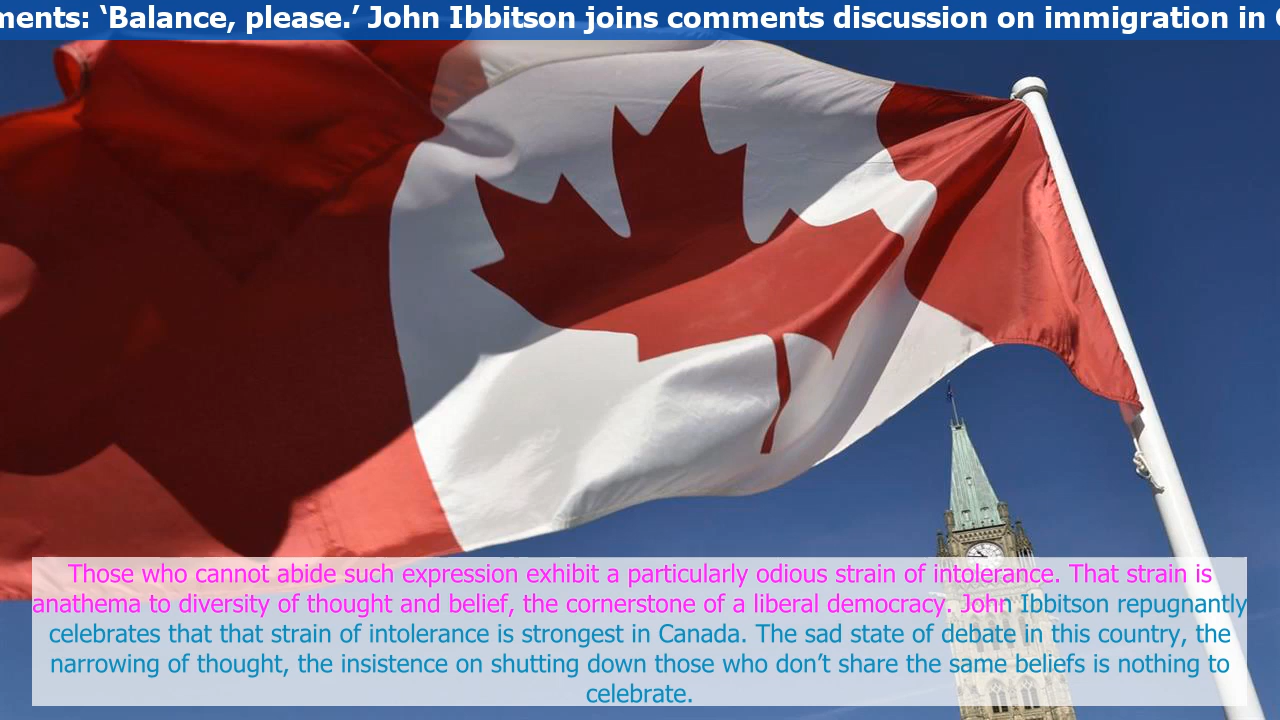 ments: ‘Balance, please.’ John Ibbitson joins comments discussion on immigration in
Those who cannot abide such expression exhibit a particularly odious strain of intolerance. That strain is
anathema to diversity of thought and belief, the cornerstone of a liberal democracy. John Ibbitson repugnantly
celebrates that that strain of intolerance is strongest in Canada. The sad state of debate in this country, the
narrowing of thought, the insistence on shutting down those who don’t share the same beliefs is nothing to
celebrate.